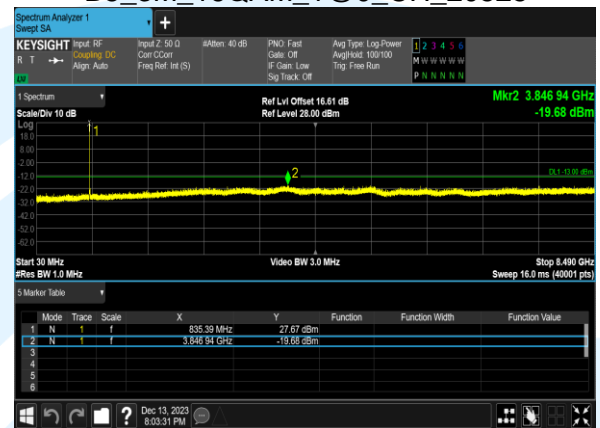 Spectrum Analyzer 1
Swept SA
+
KEYSIGHT
R T
Input: RF
Coupling: DC
Align: Auto
Input Z: 50 Ω
Corr CCorr
Freq Ref: Int (S)
#Atten: 40 dB
PNO: Fast
Gate: Off
IF Gain: Low
Sig Track: Off
Avg Type: Log-Power
Avg|Hold: 100/100
Trig: Free Run
1 2 3 4 5 6
M W W W W W
P N N N N N
1 Spectrum
Scale/Div 10 dB
Ref Lvl Offset 16.61 dB
Ref Level 28.00 dBm
Mkr2 3.846 94 GHz
-19.68 dBm
Log
18.0
8.00
-2.00
-12.0
-22.0
-32.0
-42.0
-52.0
-62.0
1
2
DL1 -13.00 dBm
Start 30 MHz
#Res BW 1.0 MHz
Video BW 3.0 MHz
Stop 8.490 GHz
Sweep 16.0 ms (40001 pts)
5 Marker Table
Mode Trace Scale X Y Function Function Width Function Value
1 N 1 f 835.39 MHz 27.67 dBm
2 N 1 f 3.846 94 GHz -19.68 dBm
3
4
5
6
?
Dec 13, 2023
8:03:31 PM